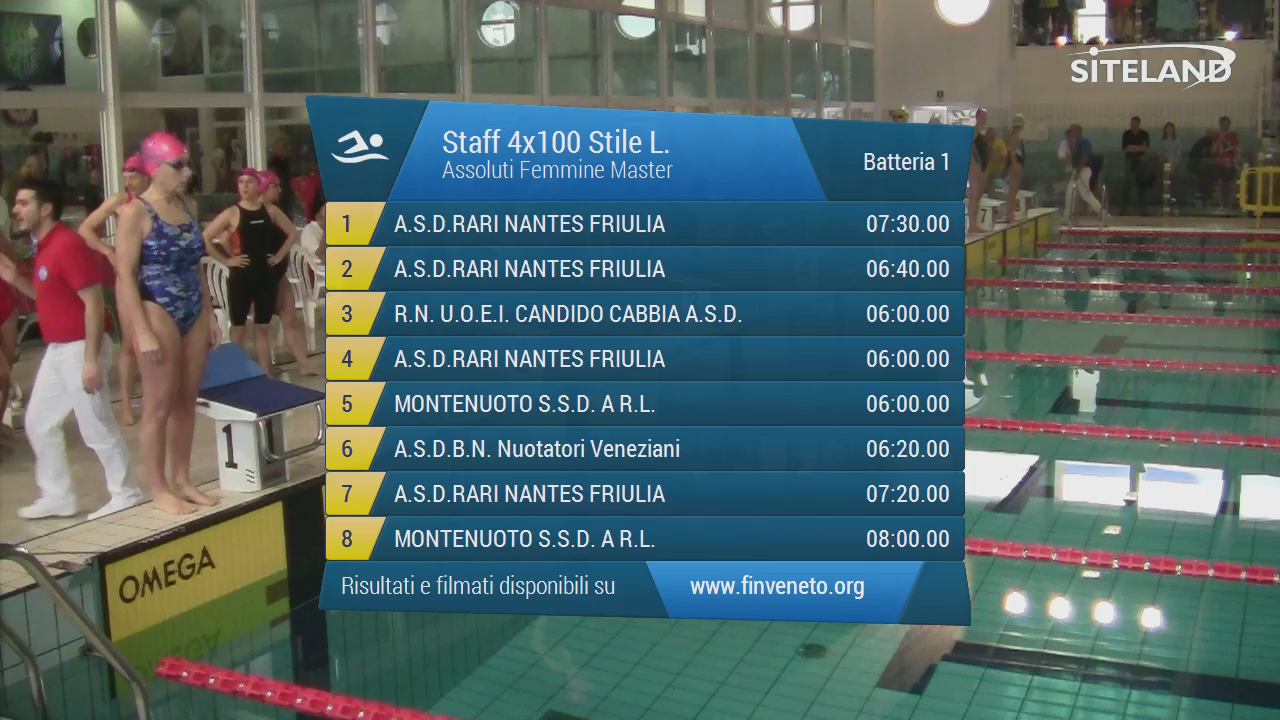 SITELAND
Staff 4x100 Stile L.
Assoluti Femmine Master
Batteria 1
1 A.S.D.RARI NANTES FRIULIA 07:30.00
2 A.S.D.RARI NANTES FRIULIA 06:40.00
3 R.N. U.O.E.I. CANDIDO CABBIA A.S.D. 06:00.00
4 A.S.D.RARI NANTES FRIULIA 06:00.00
5 MONTENUOTO S.S.D. A R.L. 06:00.00
6 A.S.D.B.N. Nuotatori Veneziani 06:20.00
7 A.S.D.RARI NANTES FRIULIA 07:20.00
8 MONTENUOTO S.S.D. A R.L. 08:00.00
Risultati e filmati disponibili su www.finveneto.org
7
1
OMEGA